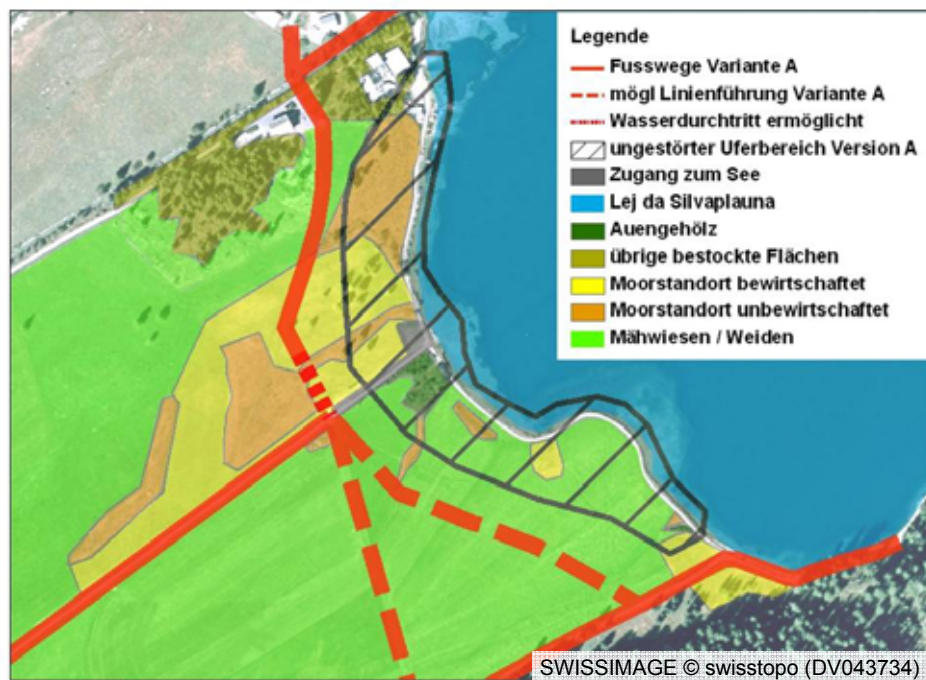 Legende
Fusswege Variante A
mögl Linienführung Variante A
Wasserdurchtritt ermöglicht
ungestörter Uferbereich Version A
Zugang zum See
Lej da Silvaplauna
Auengehölz
übrige bestockte Flächen
Moorstandort bewirtschaftet
Moorstandort unbewirtschaftet
Mähwiesen / Weiden
SWISSIMAGE © swisstopo (DV043734)